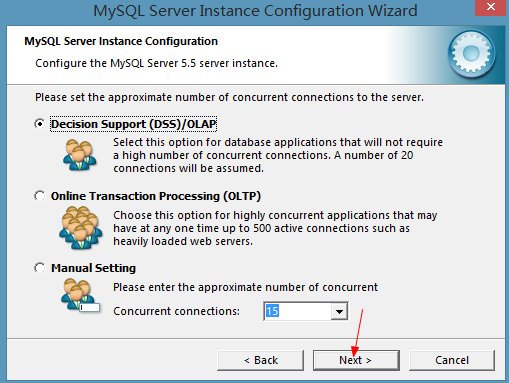 MySQL Server Instance Configuration Wizard
MySQL Server Instance Configuration
Configure the MySQL Server 5.5 server instance.
Please set the approximate number of concurrent connections to the server.
Decision Support (DSS)/OLAP
Select this option for database applications that will not require
a high number of concurrent connections. A number of 20
connections will be assumed.
Online Transaction Processing (OLTP)
Choose this option for highly concurrent applications that may
have at any one time up to 500 active connections such as
heavily loaded web servers.
Manual Setting
Please enter the approximate number of concurrent
Concurrent connections: 15
< Back Next > Cancel